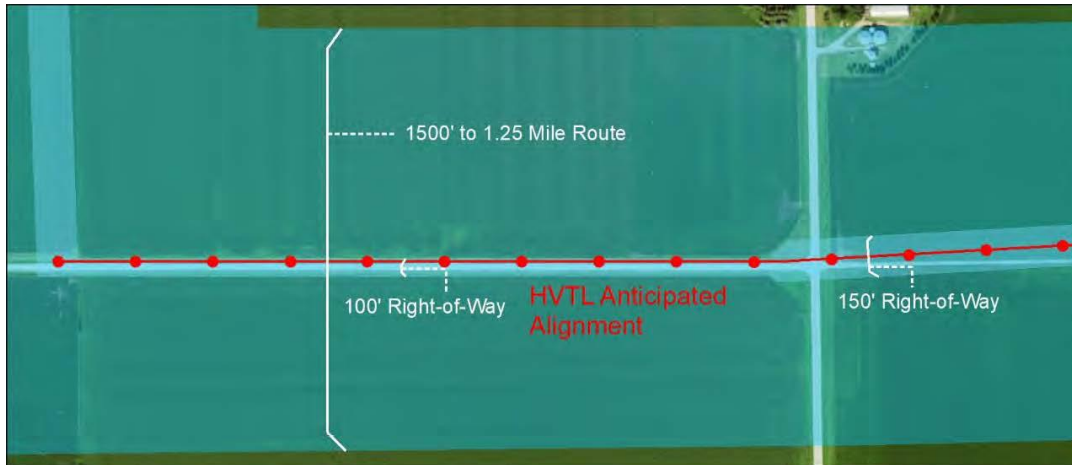 1500' to 1.25 Mile Route
100' Right-of-Way
HVTL Anticipated
Alignment
150' Right-of-Way